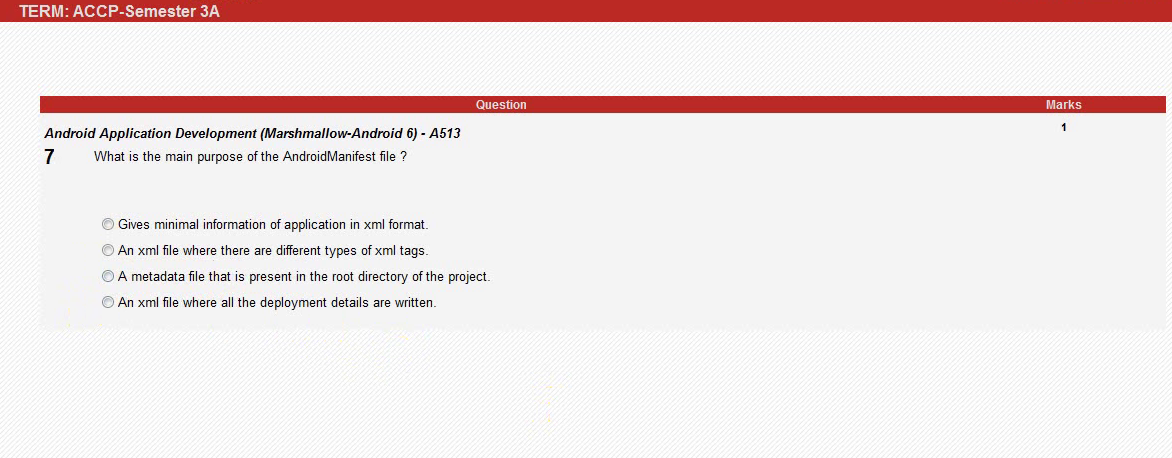 TERM: ACCP-Semester 3A
Question Marks
Android Application Development (Marshmallow-Android 6) - A513 1
7 What is the main purpose of the AndroidManifest file ?
Gives minimal information of application in xml format.
An xml file where there are different types of xml tags.
A metadata file that is present in the root directory of the project.
An xml file where all the deployment details are written.